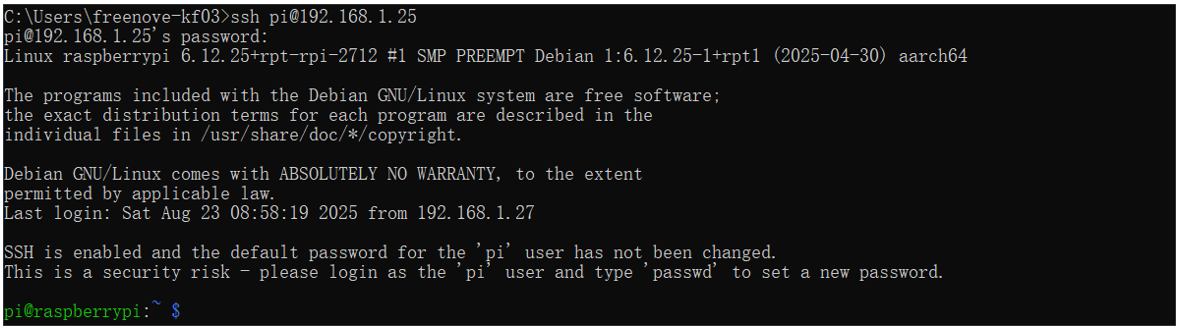 C:\Users\freenove-kf03>ssh pi@192.168.1.25
pi@192.168.1.25's password:
Linux raspberrypi 6.12.25+rpt-rpi-2712 #1 SMP PREEMPT Debian 1:6.12.25-1+rpt1 (2025-04-30) aarch64
The programs included with the Debian GNU/Linux system are free software;
the exact distribution terms for each program are described in the
individual files in /usr/share/doc/*/copyright.
Debian GNU/Linux comes with ABSOLUTELY NO WARRANTY, to the extent
permitted by applicable law.
Last login: Sat Aug 23 08:58:19 2025 from 192.168.1.27
SSH is enabled and the default password for the 'pi' user has not been changed.
This is a security risk - please login as the 'pi' user and type 'passwd' to set a new password.
pi@raspberrypi:~ $